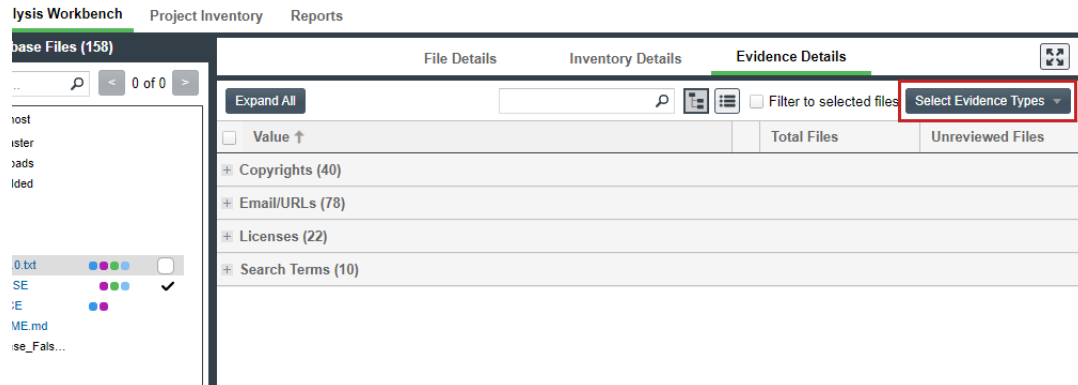 lysis Workbench Project Inventory Reports
base Files (158)
File Details Inventory Details Evidence Details
... < 0 of 0 >
Expand All Filter to selected files Select Evidence Types
Value ↑ Total Files Unreviewed Files
Copyrights (40)
Email/URLs (78)
Licenses (22)
Search Terms (10)
nost
aster
oads
lded
.0.txt
SE
CE
ME.md
se_Fals...